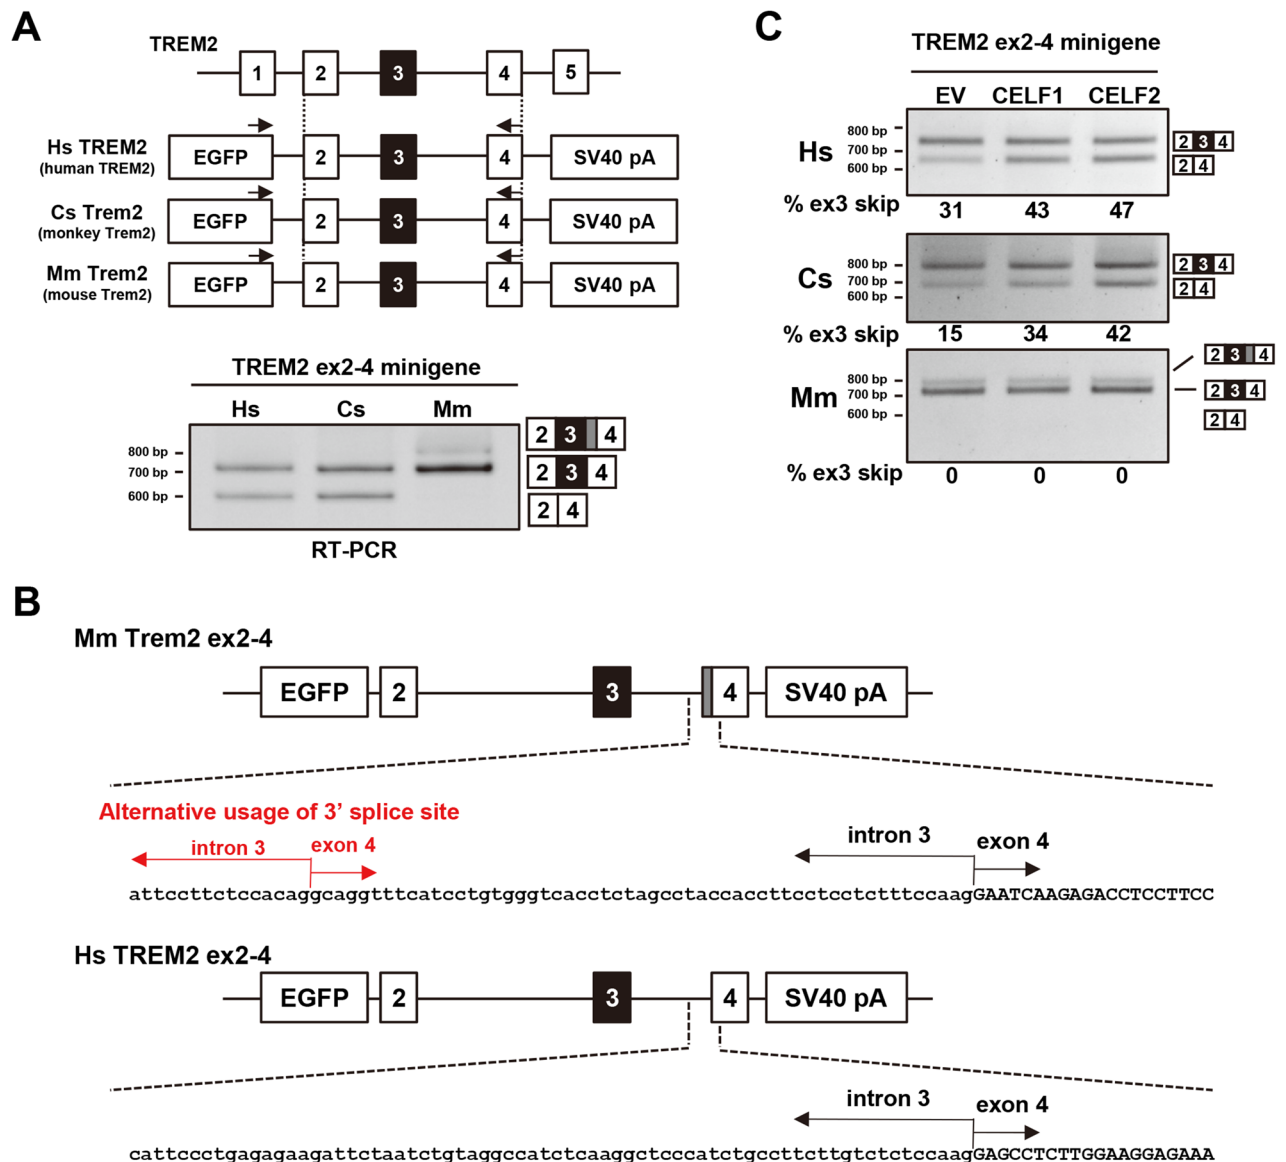 A
TREM2
1 2 3 4 5
Hs TREM2
(human TREM2)
EGFP 2 3 4 SV40 pA
Cs Trem2
(monkey Trem2)
EGFP 2 3 4 SV40 pA
Mm Trem2
(mouse Trem2)
EGFP 2 3 4 SV40 pA
TREM2 ex2-4 minigene
Hs Cs Mm
800 bp
700 bp
600 bp
2 3 4
2 3 4
2 4
RT-PCR
C
TREM2 ex2-4 minigene
EV CELF1 CELF2
Hs
800 bp
700 bp
600 bp
2 3 4
2 4
% ex3 skip 31 43 47
Cs
800 bp
700 bp
600 bp
2 3 4
2 4
% ex3 skip 15 34 42
Mm
800 bp
700 bp
600 bp
2 3 4
2 3 4
2 4
% ex3 skip 0 0 0
B
Mm Trem2 ex2-4
EGFP 2 3 4 SV40 pA
Alternative usage of 3' splice site
intron 3 exon 4
intron 3 exon 4
attccttctccacaggcaggtttcatcctgtgggtcacctctagcctaccaccttcctcctctttccaagGAATCAAGAGACCTCCTTCC
Hs TREM2 ex2-4
EGFP 2 3 4 SV40 pA
intron 3 exon 4
cattccctgagagaagattctaatctgtaggccatctcaaggctcccatctgccttcttgtctctccaagGAGCCTCTTGGAAGGAGAAA